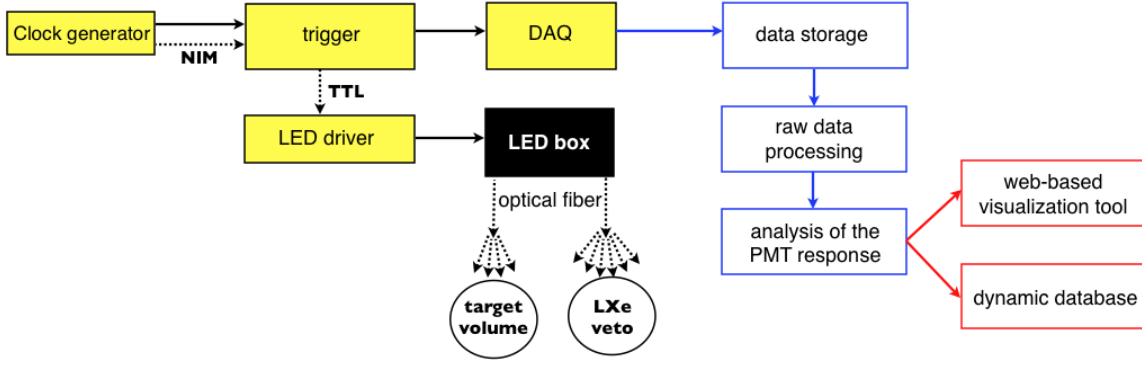 Clock generator
NIM
trigger
DAQ
data storage
TTL
LED driver
LED box
raw data
processing
optical fiber
web-based
visualization tool
analysis of the
PMT response
target
volume
LXe
veto
dynamic database